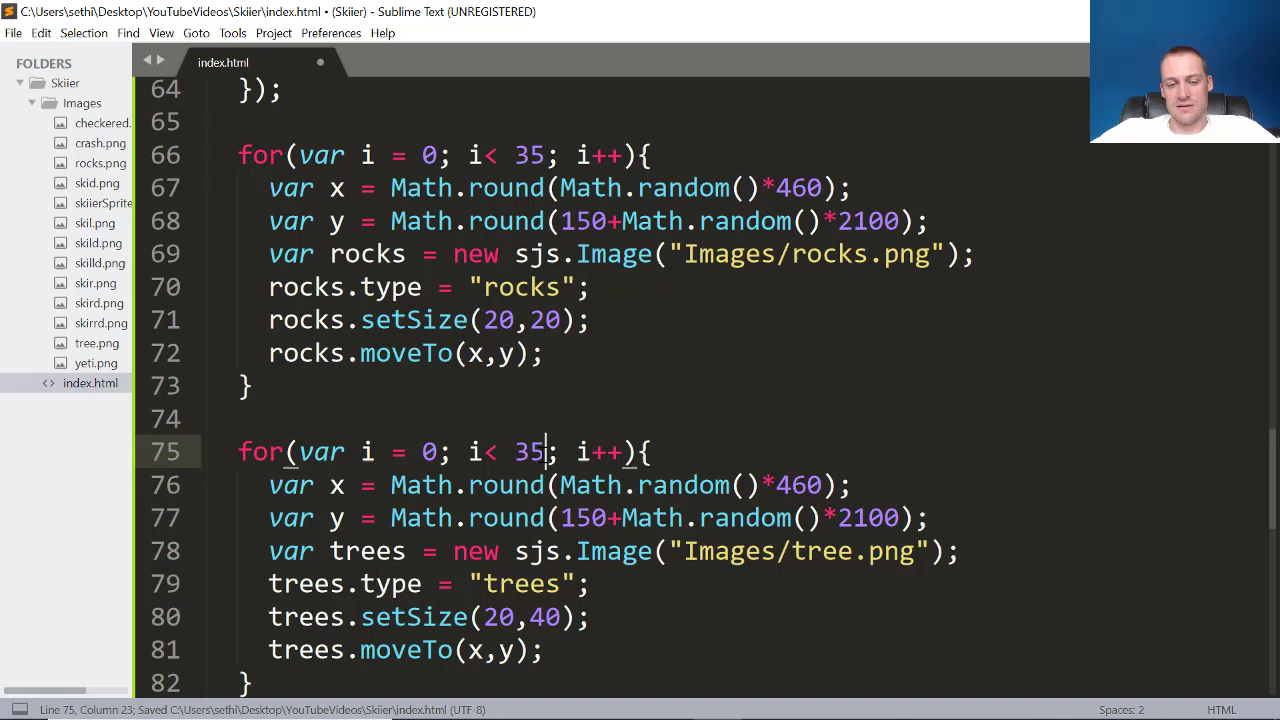 C:\Users\sethi\Desktop\YouTubeVideos\Skiier\index.html • (Skiier) - Sublime Text (UNREGISTERED)
File Edit Selection Find View Goto Tools Project Preferences Help
FOLDERS
Skiier
Images
checkered.
crash.png
rocks.png
skid.png
skiierSprite
skil.png
skild.png
skilld.png
skir.png
skird.png
skirrd.png
tree.png
yeti.png
<> index.html
index.html
64 });
65
66 for(var i = 0; i< 35; i++){
67 var x = Math.round(Math.random()*460);
68 var y = Math.round(150+Math.random()*2100);
69 var rocks = new sjs.Image("Images/rocks.png");
70 rocks.type = "rocks";
71 rocks.setSize(20,20);
72 rocks.moveTo(x,y);
73 }
74
75 for(var i = 0; i< 35; i++){
76 var x = Math.round(Math.random()*460);
77 var y = Math.round(150+Math.random()*2100);
78 var trees = new sjs.Image("Images/tree.png");
79 trees.type = "trees";
80 trees.setSize(20,40);
81 trees.moveTo(x,y);
82 }
Line 75, Column 23; Saved C:\Users\sethi\Desktop\YouTubeVideos\Skiier\index.html (UTF-8) Spaces: 2 HTML